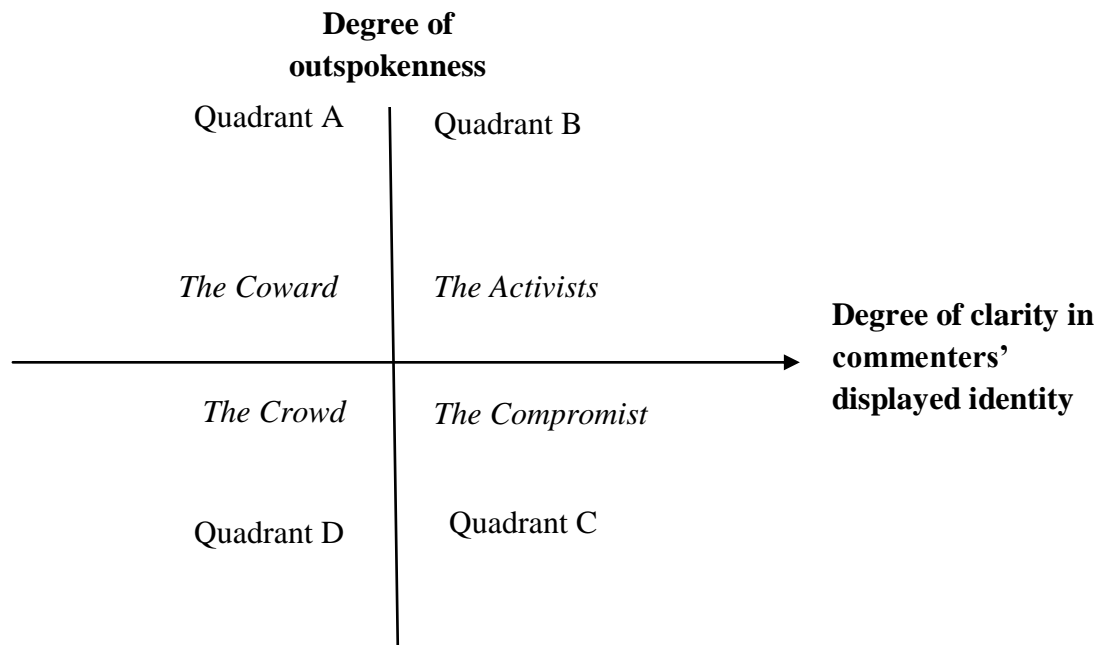 Degree of
outspokenness
Quadrant A
Quadrant B
The Coward
The Activists
Degree of clarity in
commenters’
displayed identity
The Crowd
The Compromist
Quadrant D
Quadrant C